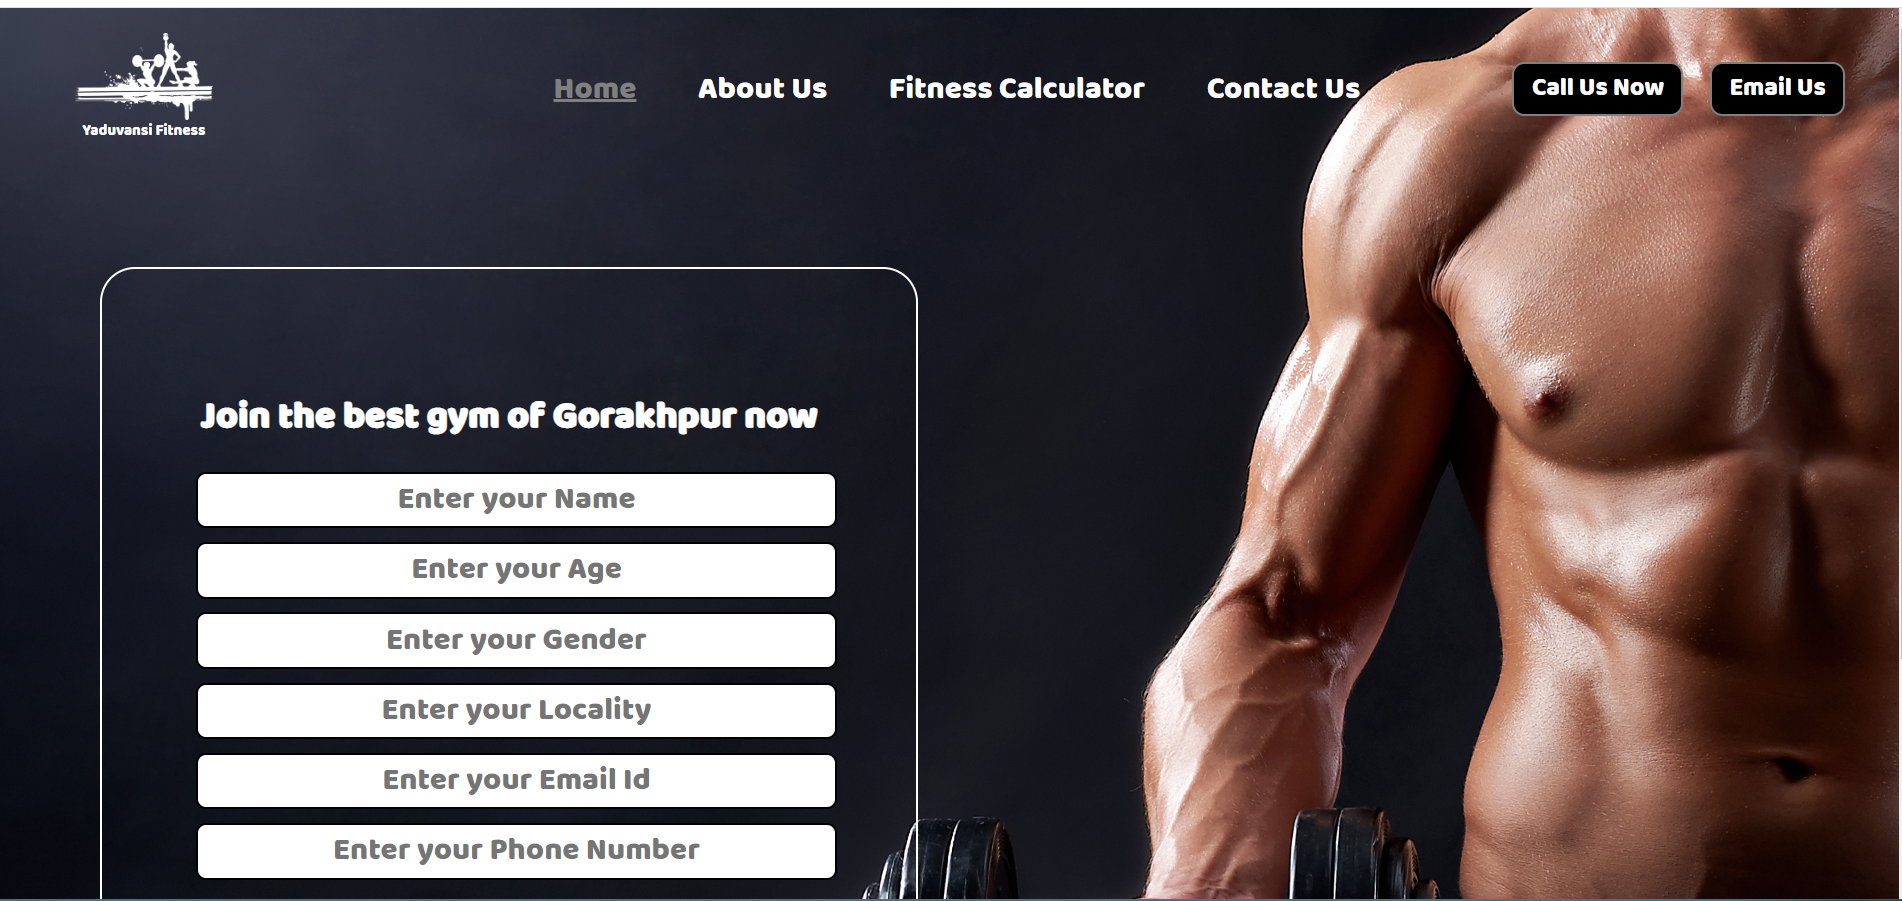 Yaduvansi Fitness
Home About Us Fitness Calculator Contact Us Call Us Now Email Us
Join the best gym of Gorakhpur now
Enter your Name
Enter your Age
Enter your Gender
Enter your Locality
Enter your Email Id
Enter your Phone Number